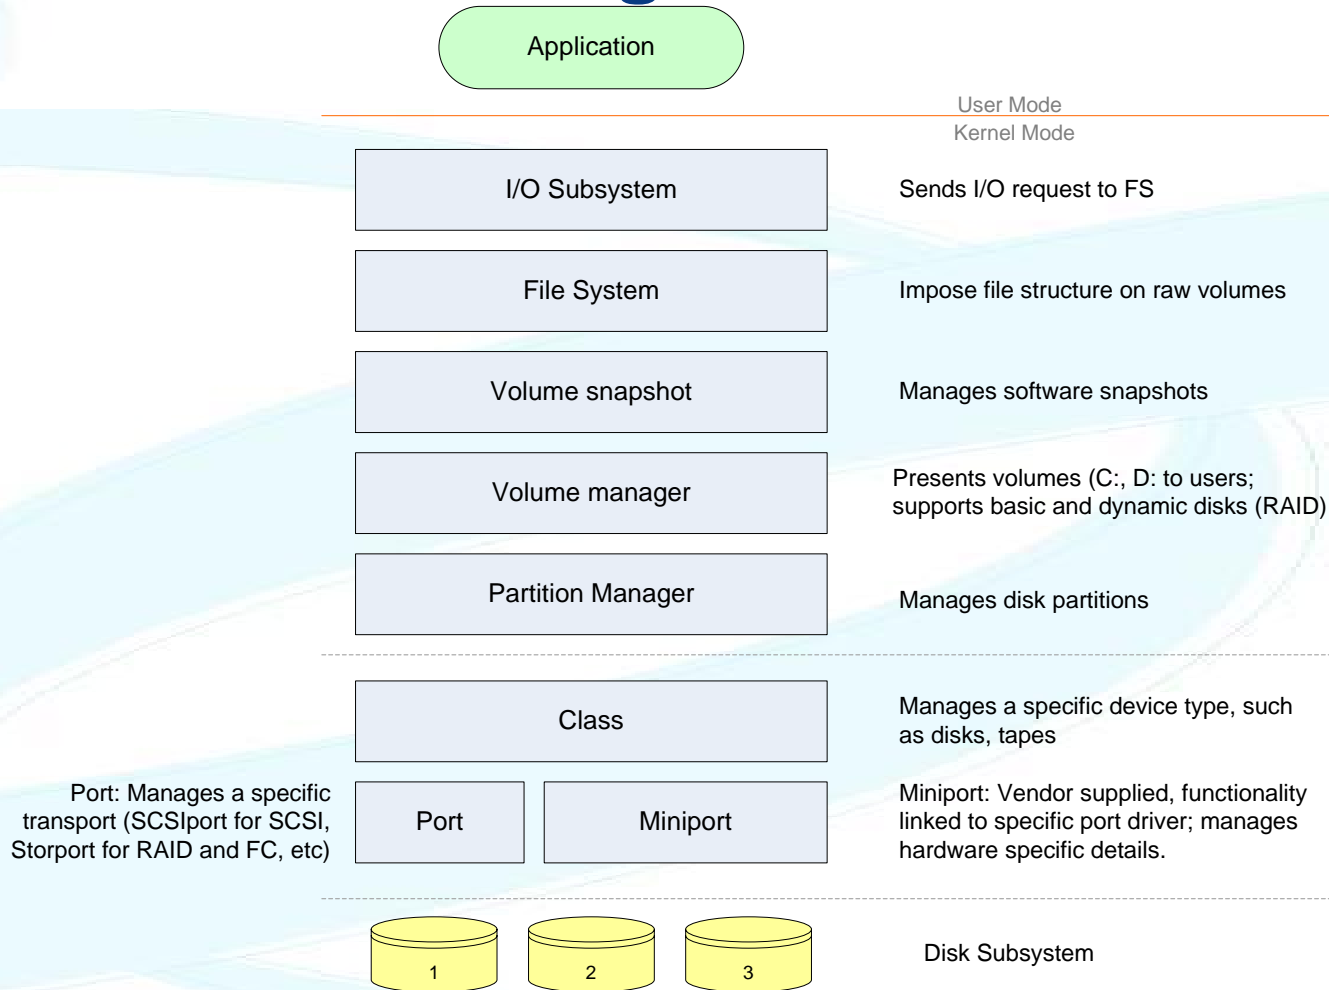 Application
User Mode
Kernel Mode
I/O Subsystem
Sends I/O request to FS
File System
Impose file structure on raw volumes
Volume snapshot
Manages software snapshots
Volume manager
Presents volumes (C:, D: to users;
supports basic and dynamic disks (RAID)
Partition Manager
Manages disk partitions
Class
Manages a specific device type, such
as disks, tapes
Port: Manages a specific
transport (SCSIport for SCSI,
Storport for RAID and FC, etc)
Port
Miniport
Miniport: Vendor supplied, functionality
linked to specific port driver; manages
hardware specific details.
1
2
3
Disk Subsystem